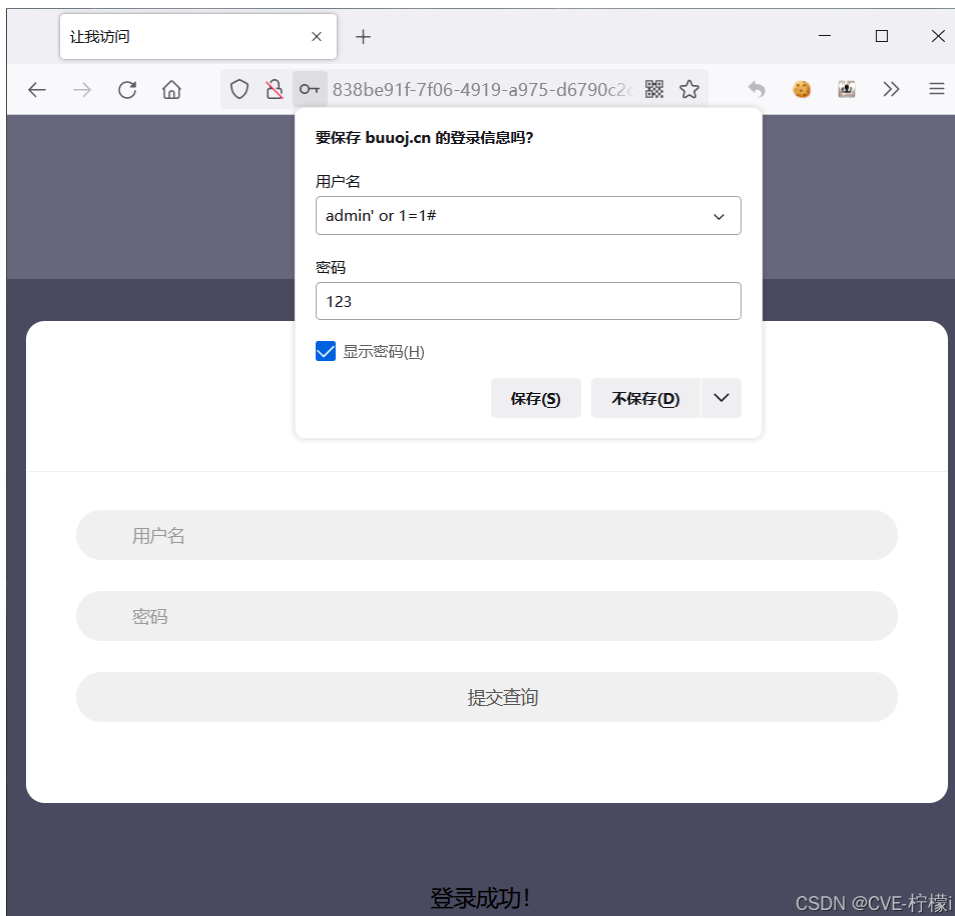 让我访问
838be91f-7f06-4919-a975-d6790c2c
要保存 buuoj.cn 的登录信息吗?
用户名
admin' or 1=1#
密码
123
显示密码(H)
保存(S)
不保存(D)
用户名
密码
提交查询
登录成功!
CSDN @CVE-柠檬i